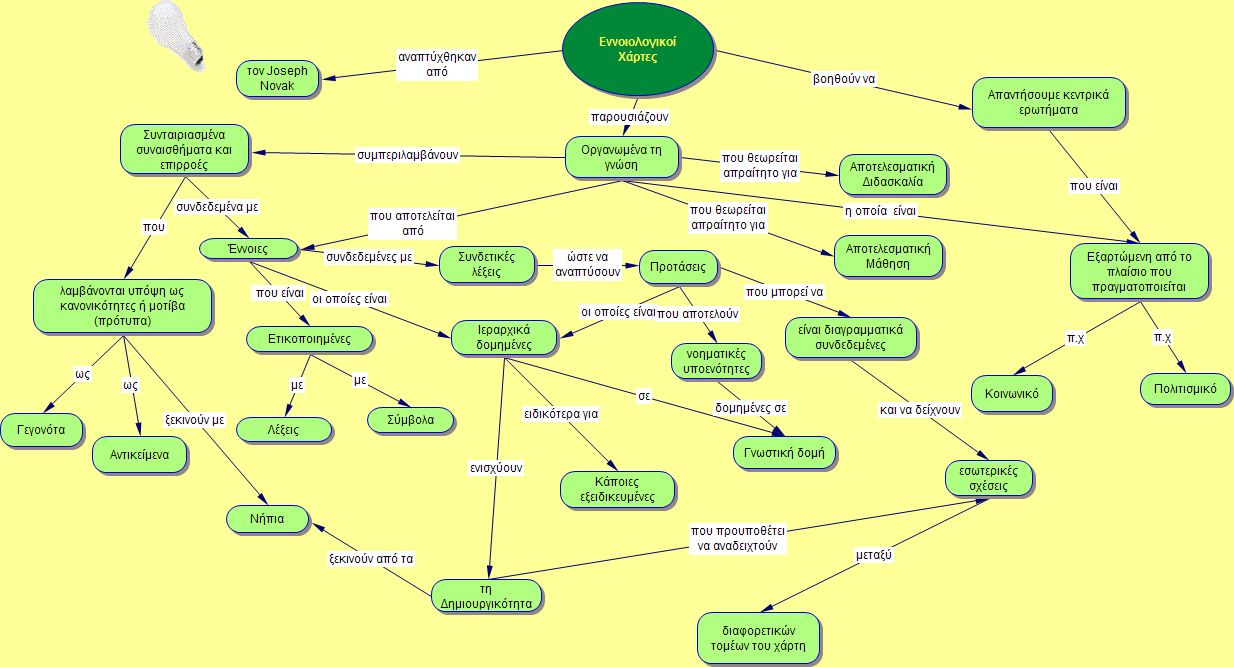 Εννοιολογικοί
Χάρτες
αναπτύχθηκαν
από
τον Joseph
Novak
βοηθούν να
Απαντήσουμε κεντρικά
ερωτήματα
παρουσιάζουν
Συνταιριασμένα
συναισθήματα και
επιρροές
συμπεριλαμβάνουν
Οργανωμένα τη
γνώση
που θεωρείται
απραίτητο για
Αποτελεσματική
Διδασκαλία
που είναι
συνδεδεμένα με
που
που αποτελείται
από
που θεωρείται
απραίτητο για
η οποία είναι
Έννοιες
συνδεδεμένες με
Συνδετικές
λέξεις
ώστε να
αναπτύσουν
Προτάσεις
Αποτελεσματική
Μάθηση
Εξαρτώμενη από το
πλαίσιο που
πραγματοποιείται
λαμβάνονται υπόψη ως
κανονικότητες ή μοτίβα
(πρότυπα)
που είναι
οι οποίες είναι
οι οποίες είναι
που αποτελούν
που μπορεί να
Ετικοποιημένες
Ιεραρχικά
δομημένες
νοηματικές
υποενότητες
είναι διαγραμματικά
συνδεδεμένες
π.χ
π.χ
ως
ως
με
με
Κοινωνικό
Πολιτισμικό
Γεγονότα
Αντικείμενα
ξεκινούν με
Λέξεις
Σύμβολα
ειδικότερα για
σε
δομημένες σε
και να δείχνουν
Γνωστική δομή
ενισχύουν
Κάποιες
εξειδικευμένες
εσωτερικές
σχέσεις
Νήπια
που προυποθέτει
να αναδειχτούν
ξεκινούν από τα
μεταξύ
τη
Δημιουργικότητα
διαφορετικών
τομέων του χάρτη